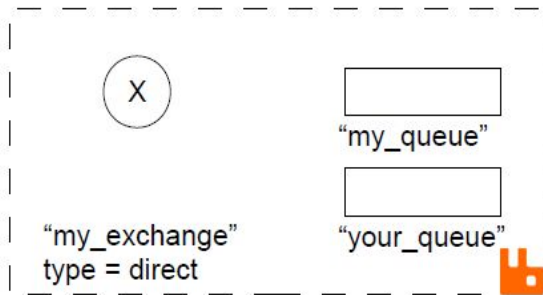 X
“my_queue”
“my_exchange”
type = direct
“your_queue”